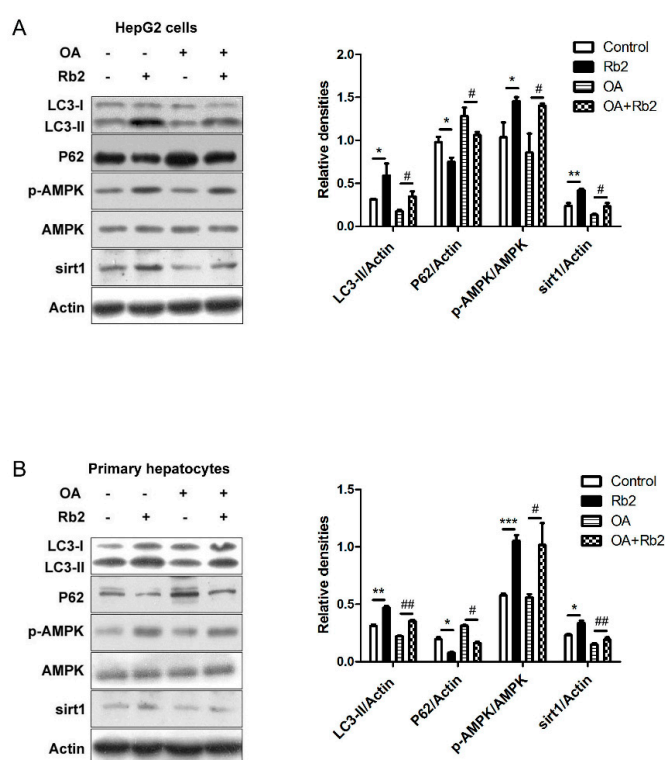 A
HepG2 cells
OA - - + +
Rb2 - + - +
LC3-I
LC3-II
P62
p-AMPK
AMPK
sirt1
Actin
Relative densities
2.0
1.5
1.0
0.5
0.0
* # * # * # ** #
Control
Rb2
OA
OA+Rb2
LC3-II/Actin
P62/Actin
p-AMPK/AMPK
sirt1/Actin
B
Primary hepatocytes
OA - - + +
Rb2 - + - +
LC3-I
LC3-II
P62
p-AMPK
AMPK
sirt1
Actin
Relative densities
1.5
1.0
0.5
0.0
** ## * # *** # * ##
Control
Rb2
OA
OA+Rb2
LC3-II/Actin
P62/Actin
p-AMPK/AMPK
sirt1/Actin